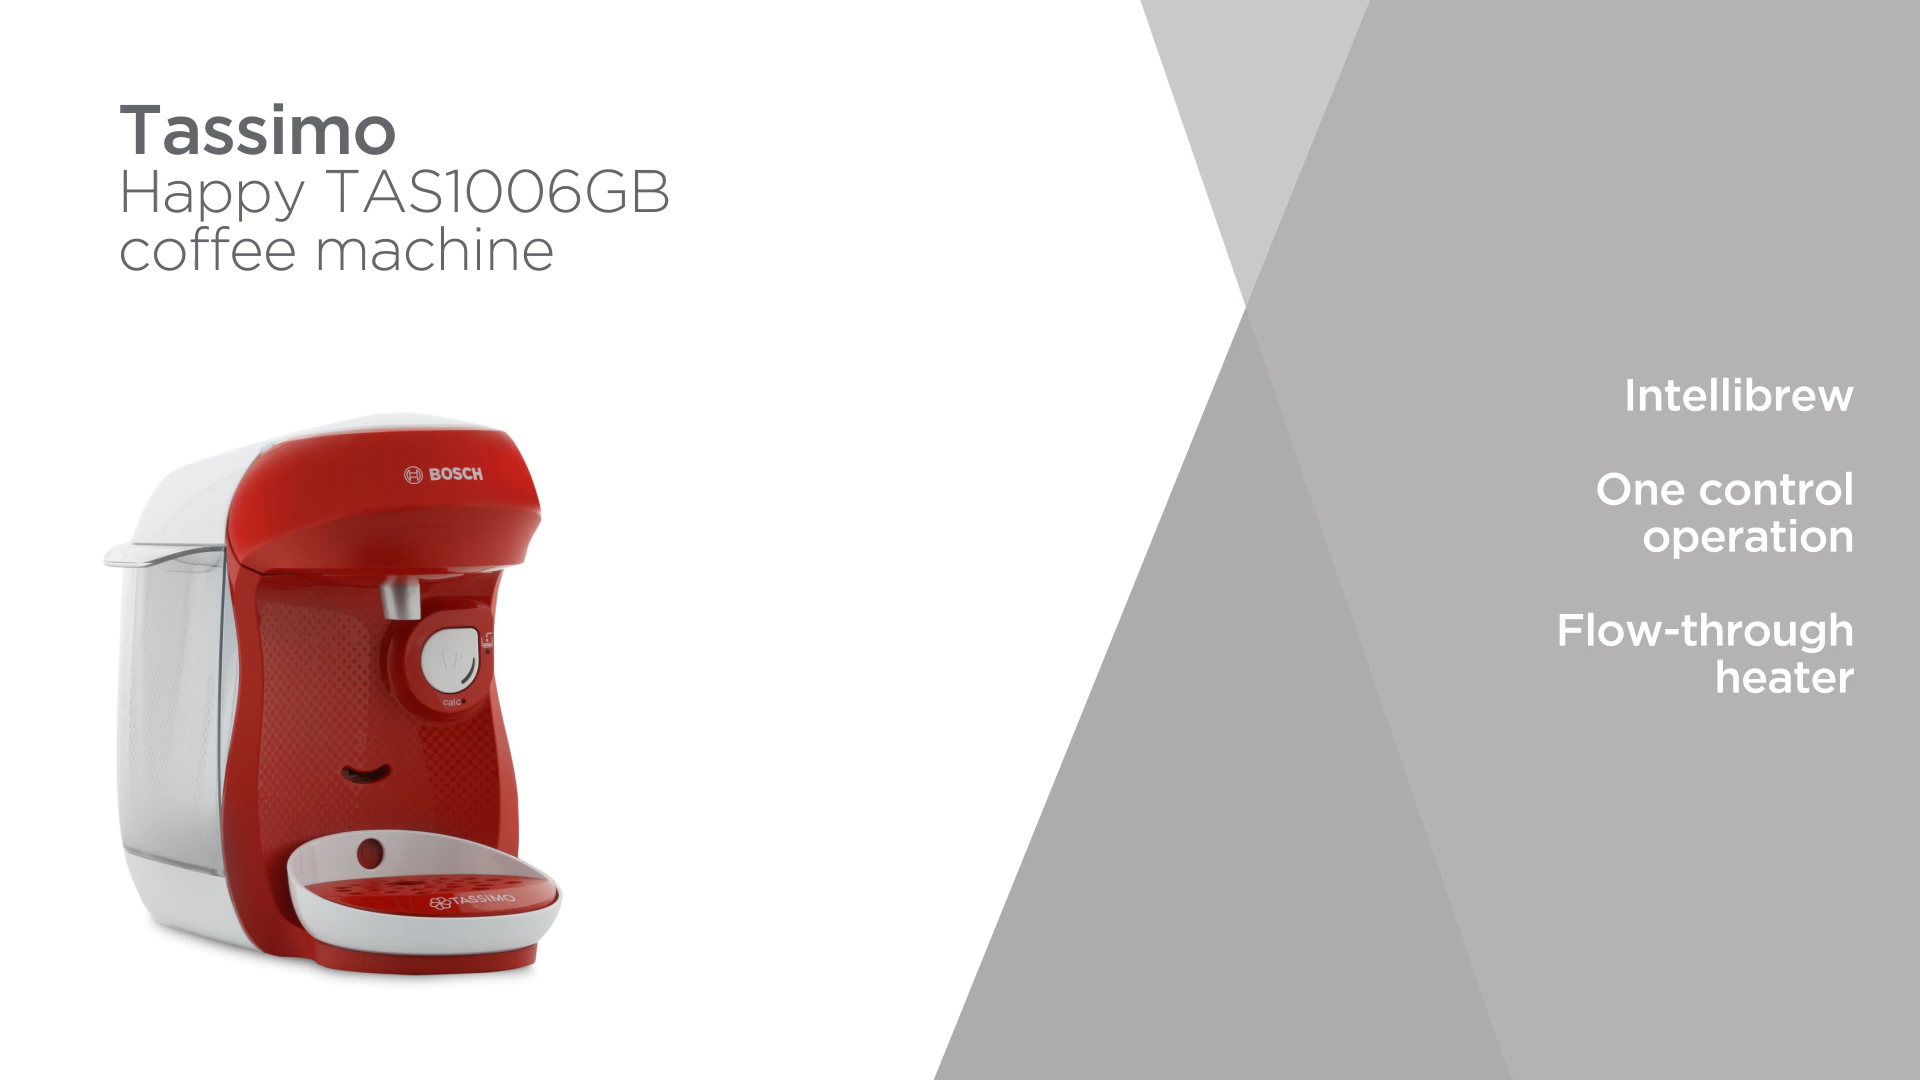 Tassimo
Happy TAS1006GB
coffee machine
BOSCH
calc
TASSIMO
Intellibrew
One control
operation
Flow-through
heater